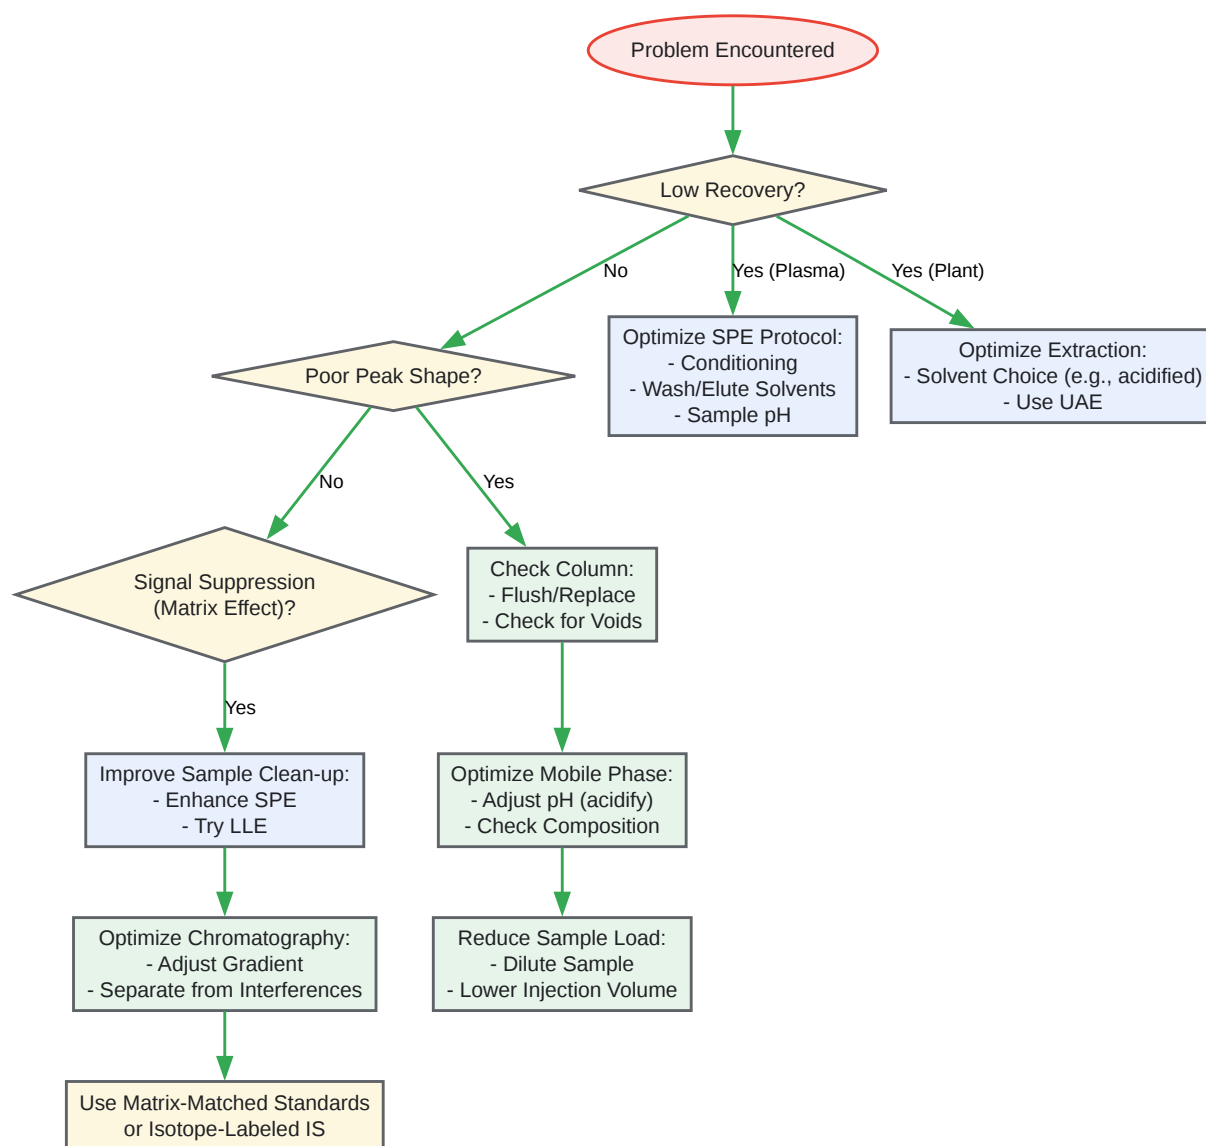 Problem Encountered
Low Recovery?
No
Yes (Plasma)
Yes (Plant)
Optimize SPE Protocol:
- Conditioning
- Wash/Elute Solvents
- Sample pH
Optimize Extraction:
- Solvent Choice (e.g., acidified)
- Use UAE
Poor Peak Shape?
No
Yes
Signal Suppression
(Matrix Effect)?
Check Column:
- Flush/Replace
- Check for Voids
Yes
Improve Sample Clean-up:
- Enhance SPE
- Try LLE
Optimize Mobile Phase:
- Adjust pH (acidify)
- Check Composition
Optimize Chromatography:
- Adjust Gradient
- Separate from Interferences
Reduce Sample Load:
- Dilute Sample
- Lower Injection Volume
Use Matrix-Matched Standards
or Isotope-Labeled IS